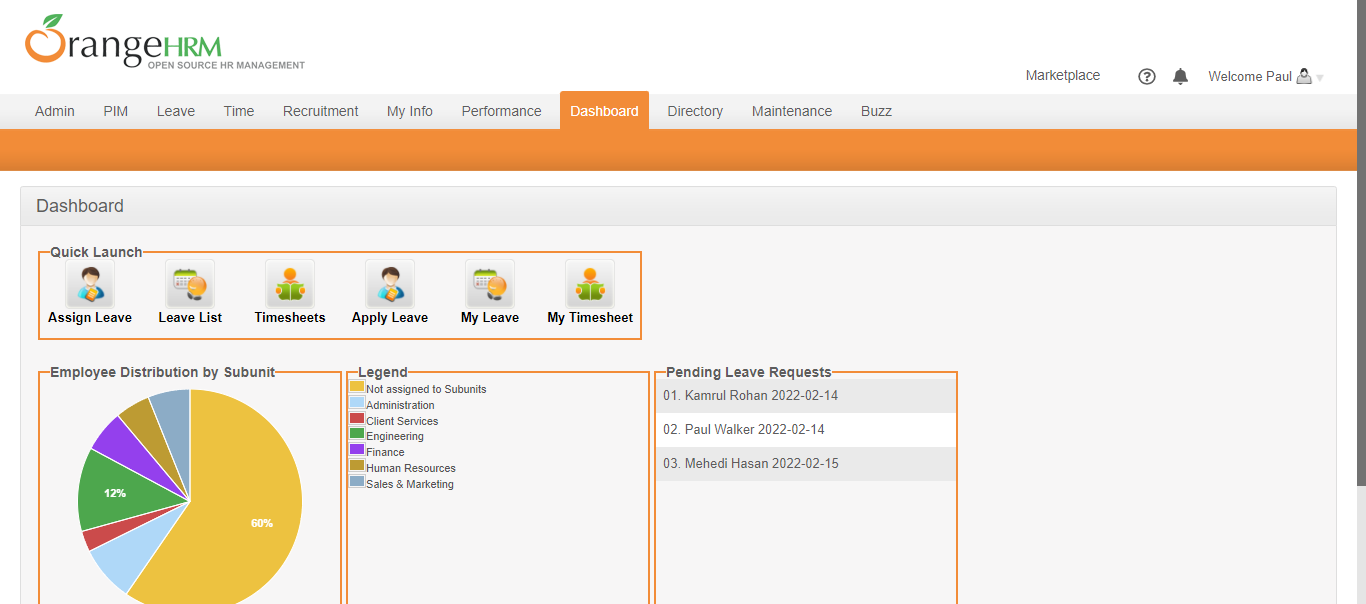 OrangeHRM
OPEN SOURCE HR MANAGEMENT
Marketplace ? Welcome Paul
Admin PIM Leave Time Recruitment My Info Performance Dashboard Directory Maintenance Buzz
Dashboard
Quick Launch
Assign Leave Leave List Timesheets Apply Leave My Leave My Timesheet
Employee Distribution by Subunit
12%
60%
Legend
Not assigned to Subunits
Administration
Client Services
Engineering
Finance
Human Resources
Sales & Marketing
Pending Leave Requests
01. Kamrul Rohan 2022-02-14
02. Paul Walker 2022-02-14
03. Mehedi Hasan 2022-02-15